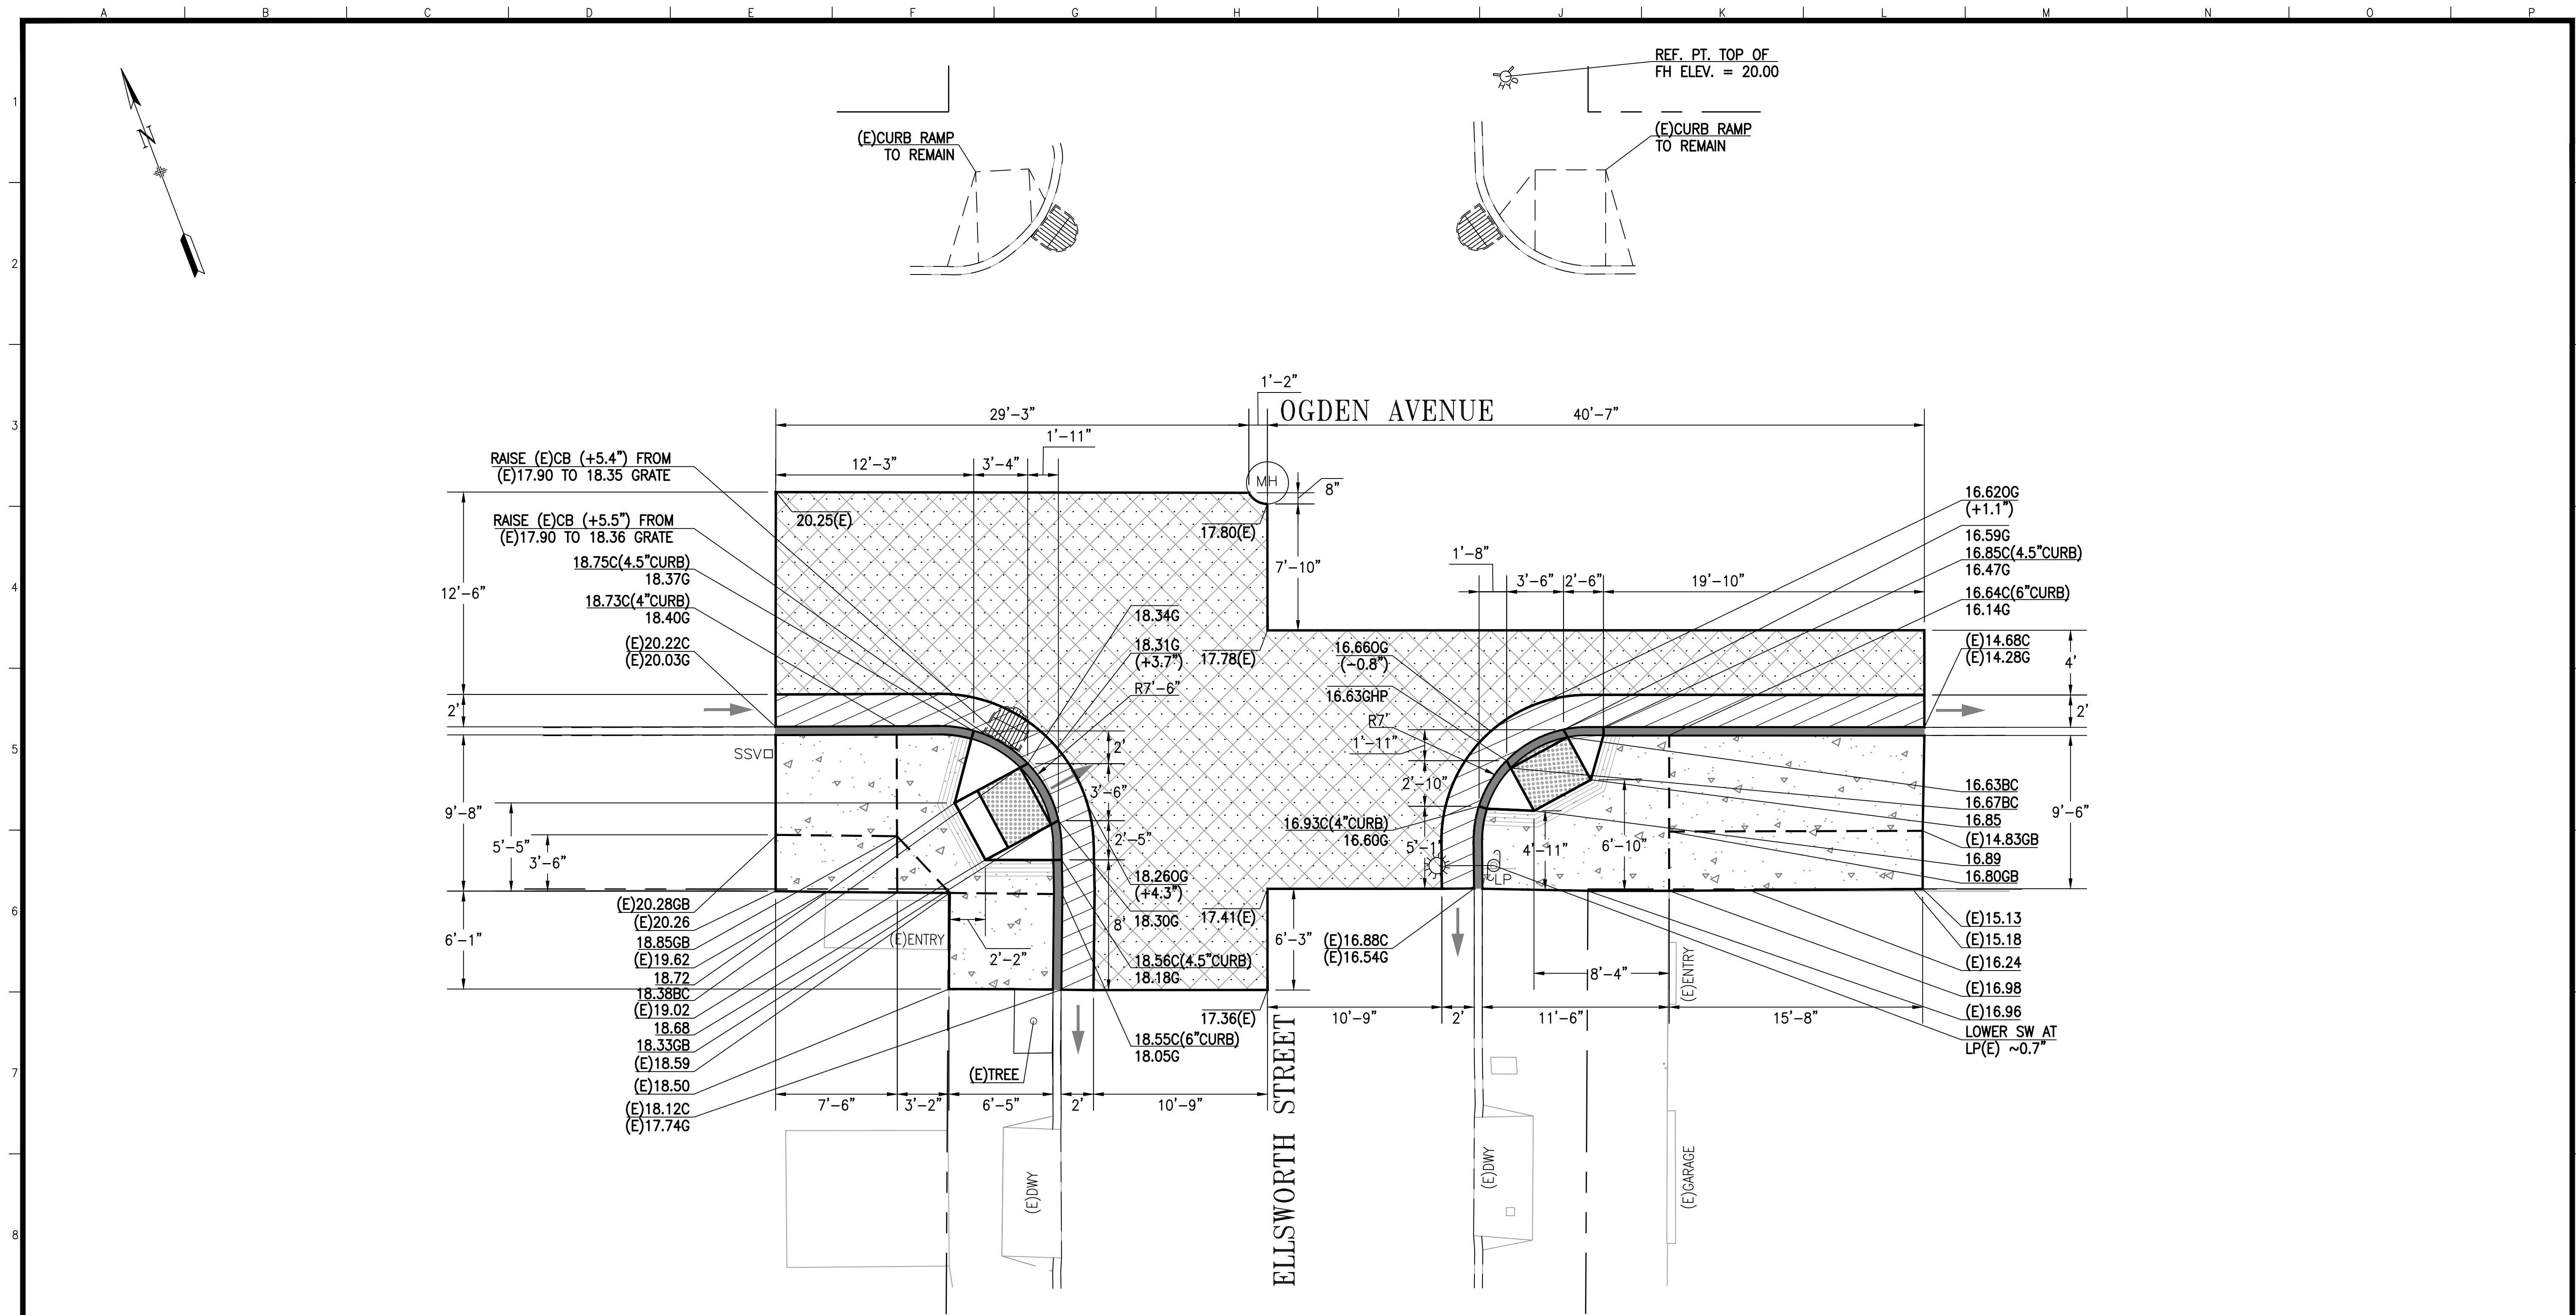 A B C D E F G H I J K L M N O P
1
2
3
4
5
6
7
8
N
REF. PT. TOP OF
FH ELEV. = 20.00
(E)CURB RAMP
TO REMAIN
(E)CURB RAMP
TO REMAIN
OGDEN AVENUE
1'-2"
29'-3"
40'-7"
1'-11"
12'-3"
3'-4"
MH
8"
RAISE (E)CB (+5.4") FROM
(E)17.90 TO 18.35 GRATE
20.25(E)
17.80(E)
RAISE (E)CB (+5.5") FROM
(E)17.90 TO 18.36 GRATE
18.75C(4.5"CURB)
18.37G
18.73C(4"CURB)
18.40G
(E)20.22C
(E)20.03G
12'-6"
2'
9'-8"
5'-5"
3'-6"
6'-1"
SSV
7'-10"
18.34G
18.31G
(+3.7")
R7'-6"
17.78(E)
2'
3'-6"
2'-5"
8'
18.26OG
(+4.3")
18.30G
18.56C(4.5"CURB)
18.18G
18.55C(6"CURB)
18.05G
(E)20.28GB
(E)20.26
18.85GB
(E)19.62
18.72
18.38BC
(E)19.02
18.68
18.33GB
(E)18.59
(E)18.50
(E)18.12C
(E)17.74G
(E)ENTRY
2'-2"
(E)TREE
7'-6"
3'-2"
6'-5"
2'
10'-9"
(E)DWY
ELLSWORTH STREET
17.41(E)
6'-3"
17.36(E)
1'-8"
3'-6"
2'-6"
19'-10"
16.62OG
(+1.1")
16.59G
16.85C(4.5"CURB)
16.47G
16.64C(6"CURB)
16.14G
(E)14.68C
(E)14.28G
4'
2'
9'-6"
16.66OG
(-0.8")
16.63GHP
R7'
1'-11"
2'-10"
16.93C(4"CURB)
16.60G
5'-1"
4'-11"
6'-10"
LP
16.63BC
16.67BC
16.85
(E)14.83GB
16.89
16.80GB
(E)15.13
(E)15.18
(E)16.24
(E)16.98
(E)16.96
LOWER SW AT
LP(E) ~0.7"
(E)16.88C
(E)16.54G
8'-4"
(E)ENTRY
10'-9"
2'
11'-6"
15'-8"
(E)DWY
(E)GARAGE